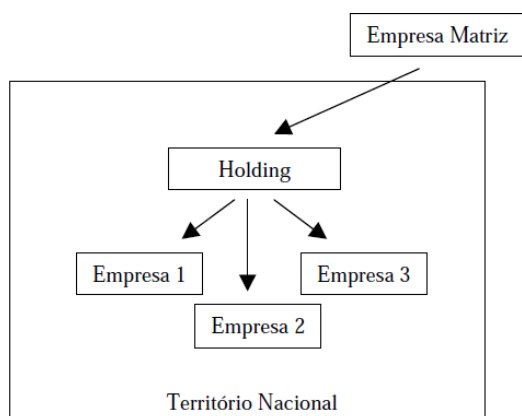 Empresa Matriz
Holding
Empresa 1
Empresa 3
Empresa 2
Território Nacional